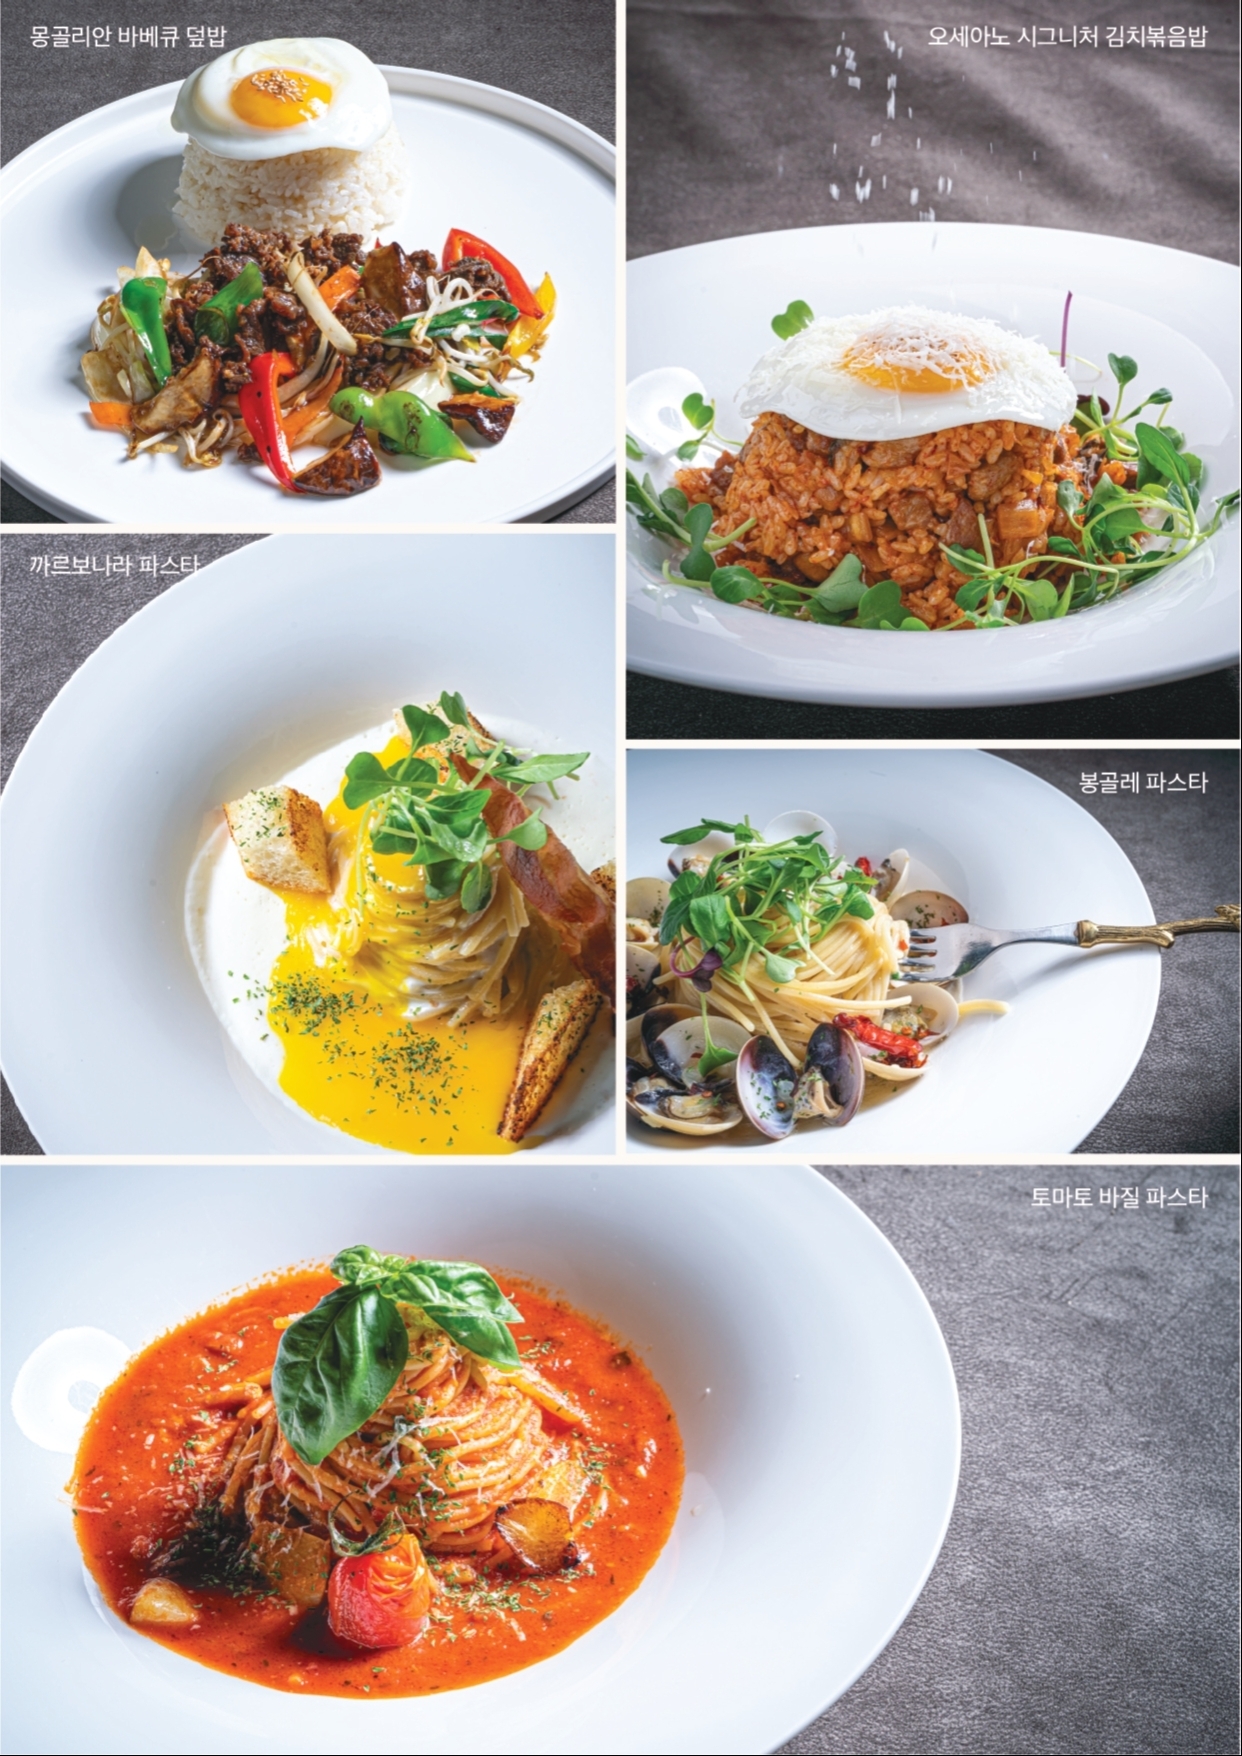 몽골리안 바베큐 덮밥
오세아노 시그니처 김치볶음밥
까르보나라 파스타
봉골레 파스타
토마토 바질 파스타